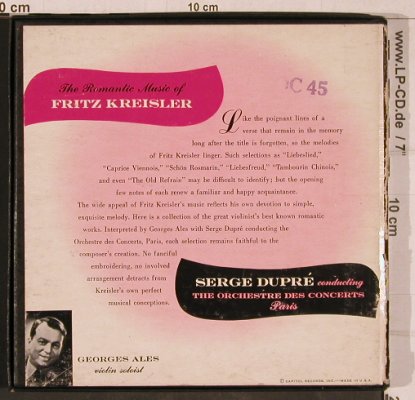 0 cm
10 cm
The Romantic Music of
FRITZ KREISLER
℃ 45
Like the poignant lines of a
verse that remain in the memory
long after the title is forgotten, so the melodies
of Fritz Kreisler linger. Such selections as "Liebeslied,"
"Caprice Viennois," "Schön Rosmarin," "Liebesfreud," "Tambourin Chinois,"
and even "The Old Refrain" may be difficult to identify; but the opening
few notes of each renew a familiar and happy acquaintance.
The wide appeal of Fritz Kreisler's music reflects his own devotion to simple,
exquisite melody. Here is a collection of the great violinist's best known romantic
works. Interpreted by Georges Ales with Serge Dupré conducting the
Orchestre des Concerts, Paris, each selection remains faithful to the
composer's creation. No fanciful
embroidering, no involved
arrangement detracts from
Kreisler's own perfect
musical conceptions.
SERGE DUPRÉ conducting
THE ORCHESTRE DES CONCERTS
Paris
GEORGES ALES
violin soloist
© CAPITOL RECORDS, INC.—MADE IN U.S.A.
www.LP-CD.de / 7"
10 cm